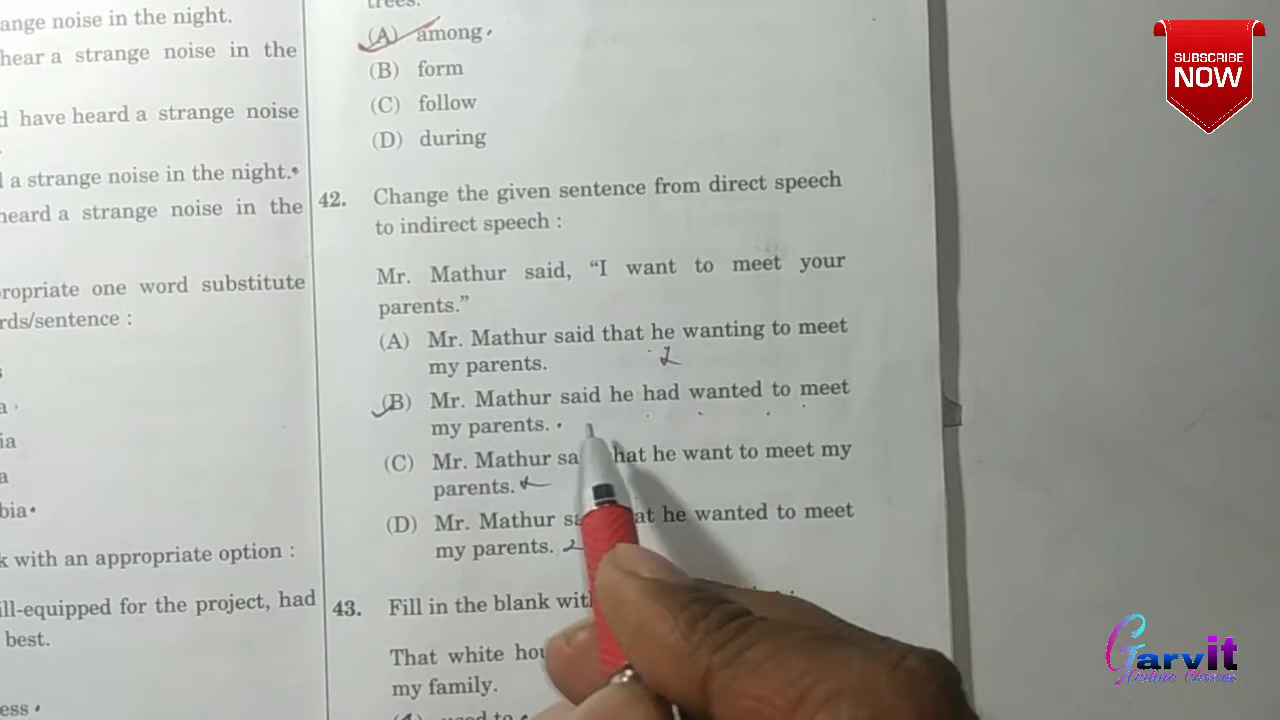 ange noise in the night.
hear a strange noise in the
have heard a strange noise
a strange noise in the night.
heard a strange noise in the
one word substitute
rds/sentence :
a
ia
a
bia
with an appropriate option :
ill-equipped for the project, had
best.
ess
trees.
(A) among
(B) form
(C) follow
(D) during
42. Change the given sentence from direct speech
to indirect speech :
Mr. Mathur said, “I want to meet your
parents.”
(A) Mr. Mathur said that he wanting to meet
my parents.
(B) Mr. Mathur said he had wanted to meet
my parents.
(C) Mr. Mathur sa hat he want to meet my
parents.
(D) Mr. Mathur sa at he wanted to meet
my parents.
43. Fill in the blank wit
That white hou
my family.
SUBSCRIBE
NOW
Garvit
Online Classes